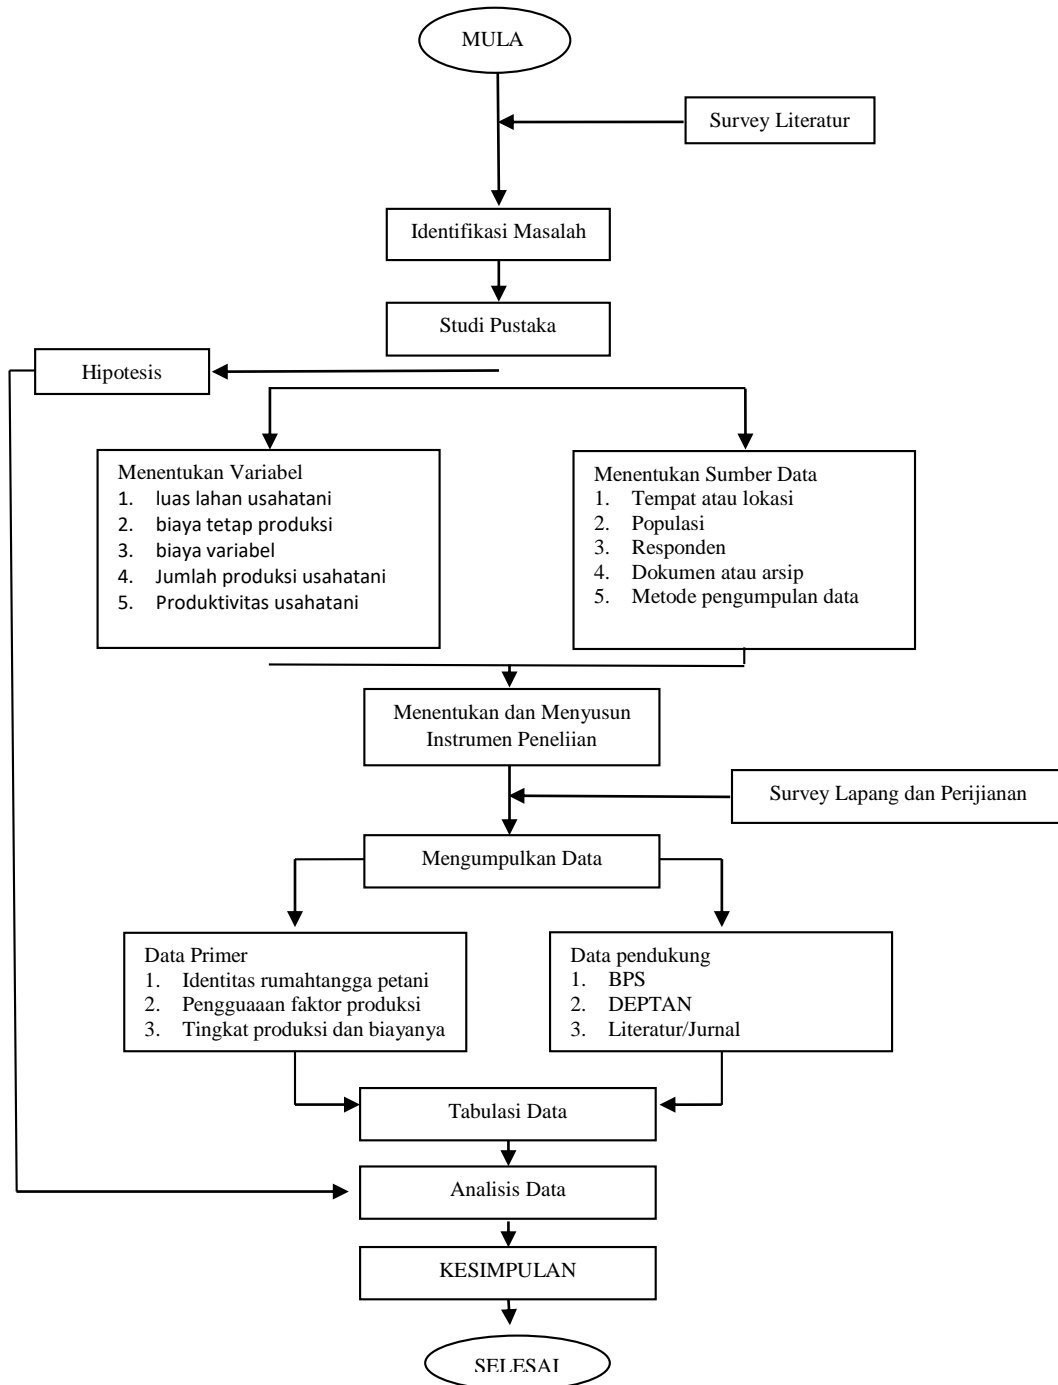 MULA
Survey Literatur
Identifikasi Masalah
Studi Pustaka
Hipotesis
Menentukan Variabel
1. luas lahan usahatani
2. biaya tetap produksi
3. biaya variabel
4. Jumlah produksi usahatani
5. Produktivitas usahatani
Menentukan Sumber Data
1. Tempat atau lokasi
2. Populasi
3. Responden
4. Dokumen atau arsip
5. Metode pengumpulan data
Menentukan dan Menyusun
Instrumen Peneliian
Survey Lapang dan Perijianan
Mengumpulkan Data
Data Primer
1. Identitas rumahtangga petani
2. Pengguaaan faktor produksi
3. Tingkat produksi dan biayanya
Data pendukung
1. BPS
2. DEPTAN
3. Literatur/Jurnal
Tabulasi Data
Analisis Data
KESIMPULAN
SELESAI